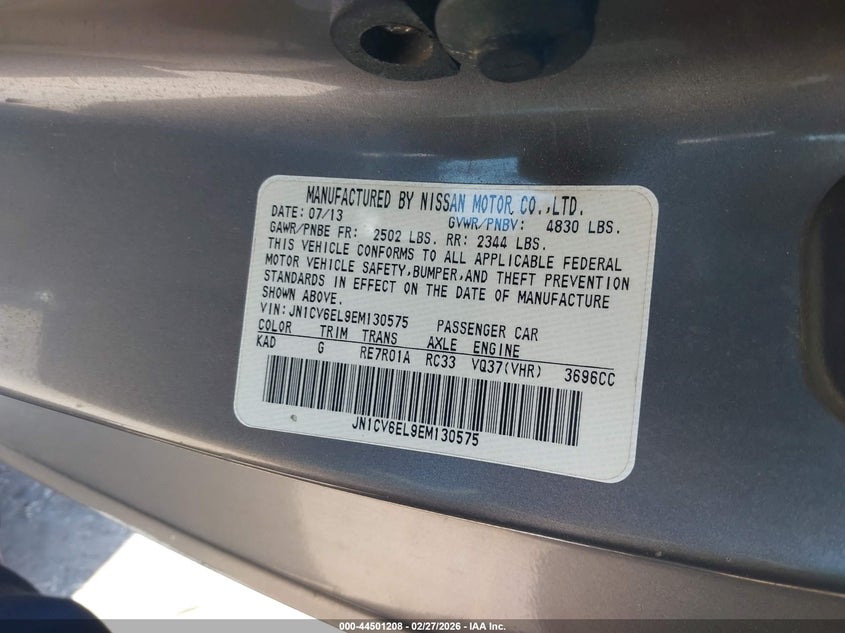 MANUFACTURED BY NISSAN MOTOR CO.,LTD.
DATE: 07/13 GVWR/PNBV: 4830 LBS.
GAWR/PNBE FR: 2502 LBS. RR: 2344 LBS.
THIS VEHICLE CONFORMS TO ALL APPLICABLE FEDERAL
MOTOR VEHICLE SAFETY,BUMPER,AND THEFT PREVENTION
STANDARDS IN EFFECT ON THE DATE OF MANUFACTURE
SHOWN ABOVE.
VIN:JN1CV6EL9EM130575 PASSENGER CAR
COLOR TRIM TRANS AXLE ENGINE
KAD G RE7R01A RC33 VQ37(VHR) 3696CC
JN1CV6EL9EM130575
000-44501208 | 02/27/2026 | IAA Inc.